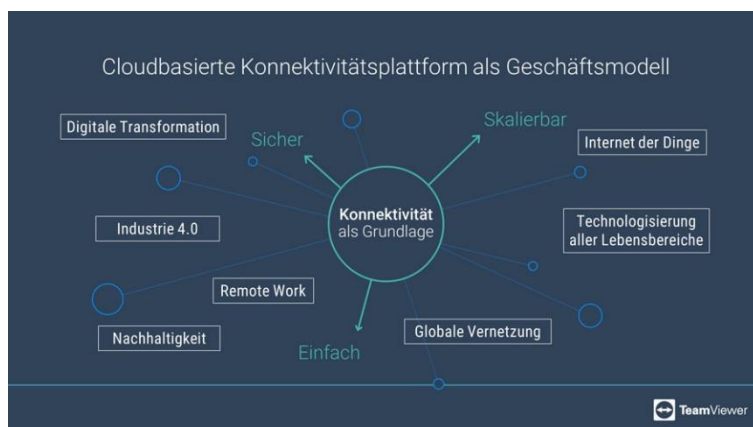 Cloudbasierte Konnektivitätsplattform als Geschäftsmodell
Digitale Transformation
Sicher
Skalierbar
Internet der Dinge
Konnektivität
als Grundlage
Industrie 4.0
Technologisierung
aller Lebensbereiche
Remote Work
Nachhaltigkeit
Einfach
Globale Vernetzung
TeamViewer